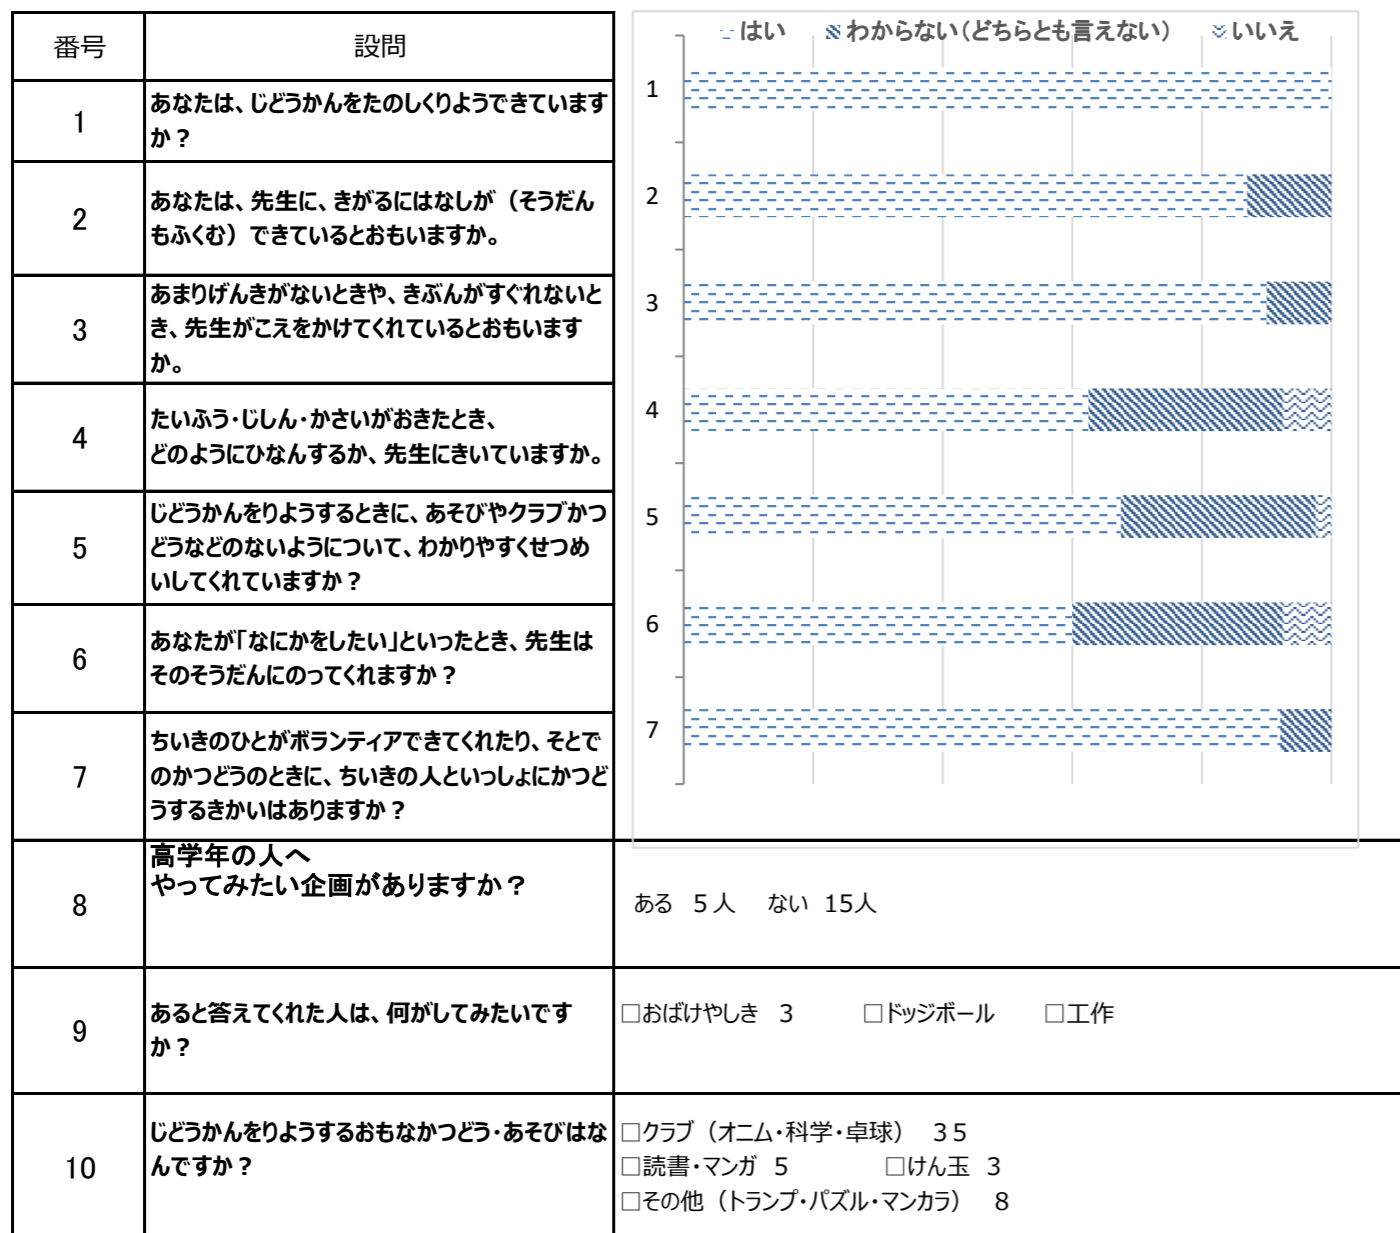 番号
設問
1
あなたは、じどうかんをたのしくりようできています
か？
2
あなたは、先生に、きがるにはなしが（そうだん
もふくむ）できているとおもいますか。
3
あまりげんきがないときや、きぶんがすぐれないと
き、先生がこえをかけてくれているとおもいます
か。
4
たいふう・じしん・かさいがおきたとき、
どのようにひなんするか、先生にきいていますか。
5
じどうかんをりようするときに、あそびやクラブかつ
どうなどのないようについて、わかりやすくせつめ
いしてくれていますか？
6
あなたが「なにかをしたい」といったとき、先生は
そのそうだんにのってくれますか？
7
ちいきのひとがボランティアできてくれたり、そとで
のかつどうのときに、ちいきの人といっしょにかつど
うするきかいはありますか？
はい わからない（どちらとも言えない） いいえ
1
2
3
4
5
6
7
8
高学年の人へ
やってみたい企画がありますか？
ある ５人 ない 15人
9
あると答えてくれた人は、何がしてみたいです
か？
□おばけやしき 3 □ドッジボール □工作
10
じどうかんをりようするおもなかつどう・あそびはな
んですか？
□クラブ（オニム・科学・卓球） ３５
□読書・マンガ 5 □けん玉 3
□その他（トランプ・パズル・マンカラ） 8